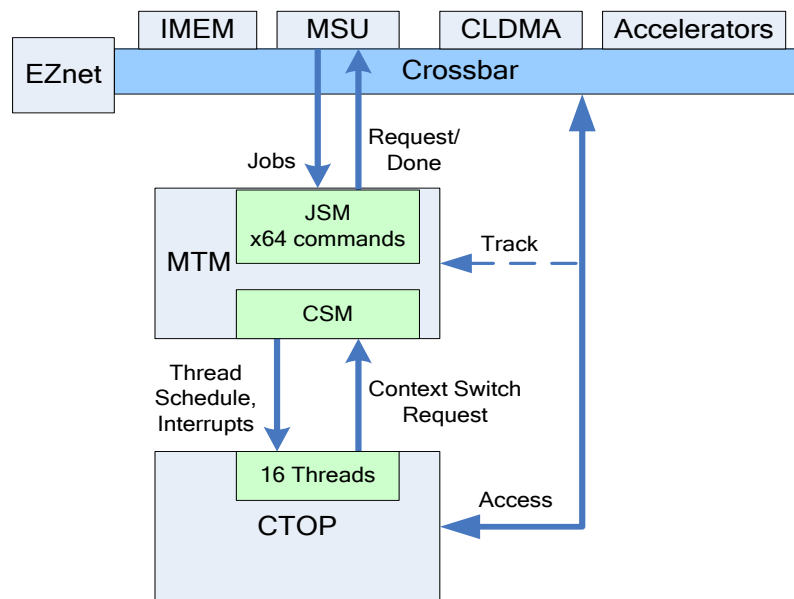 IMEM
MSU
CLDMA
Accelerators
EZnet
Crossbar
Jobs
Request/
Done
JSM
x64 commands
MTM
Track
CSM
Thread
Schedule,
Interrupts
Context Switch
Request
16 Threads
Access
CTOP